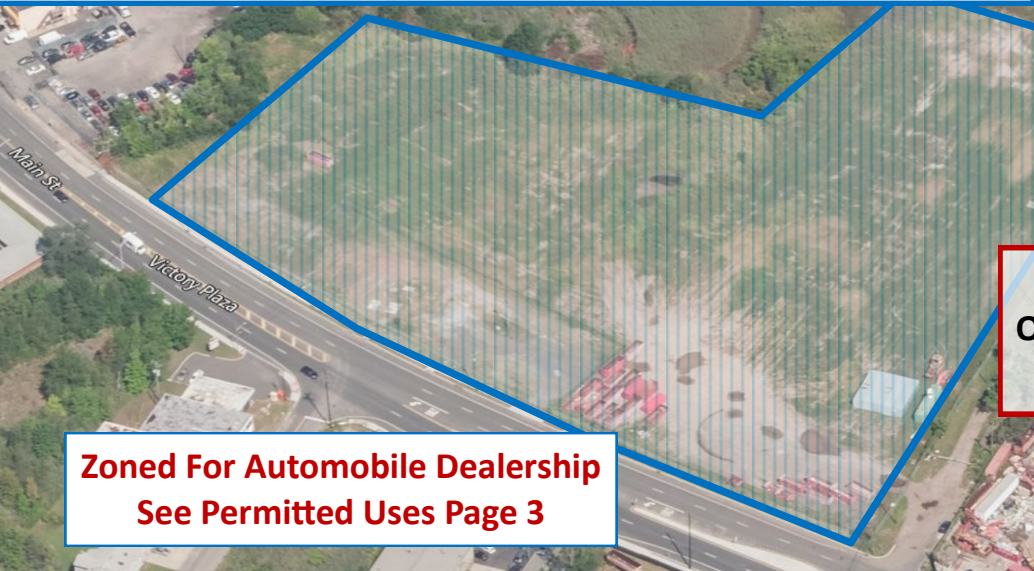 Main St
Victory Plaza
Zoned For Automobile Dealership
See Permitted Uses Page 3